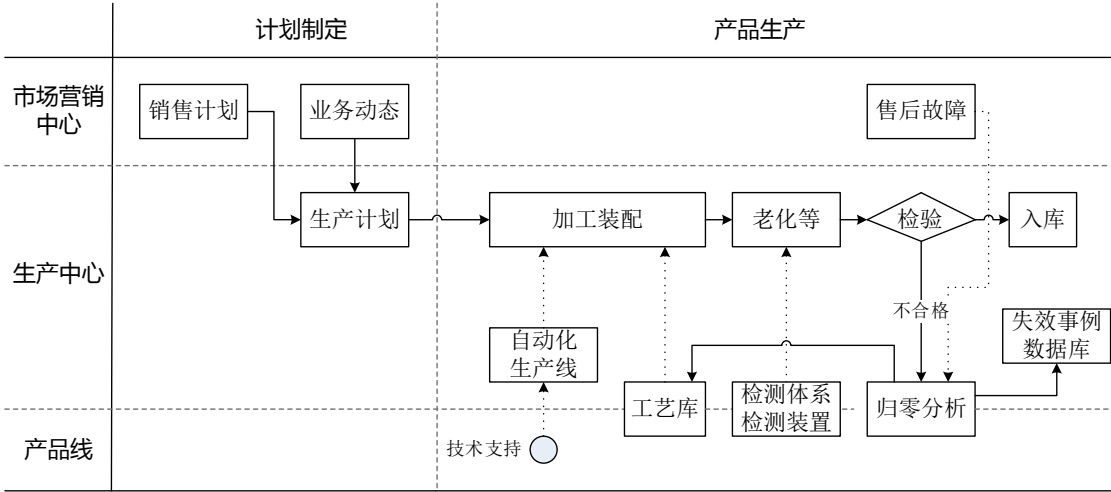 计划制定
产品生产
市场营销
中心
销售计划
业务动态
售后故障
生产中心
生产计划
加工装配
老化等
检验
入库
不合格
自动化
生产线
失效事例
数据库
工艺库
检测体系
检测装置
归零分析
产品线
技术支持